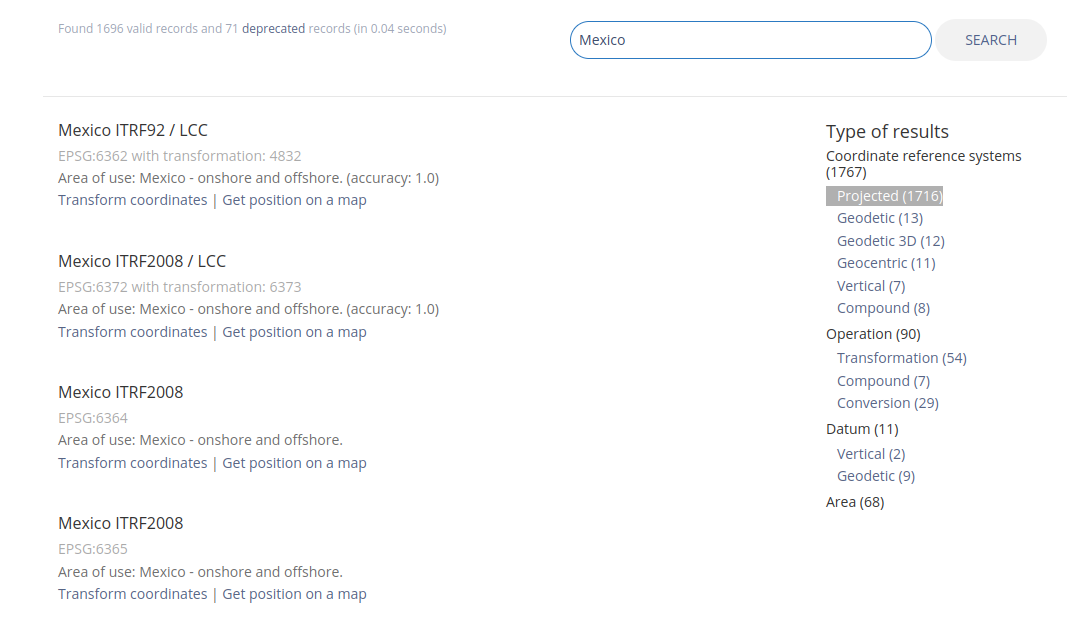 Found 1696 valid records and 71 deprecated records (in 0.04 seconds)
Mexico
SEARCH
Mexico ITRF92 / LCC
EPSG:6362 with transformation: 4832
Area of use: Mexico - onshore and offshore. (accuracy: 1.0)
Transform coordinates | Get position on a map
Mexico ITRF2008 / LCC
EPSG:6372 with transformation: 6373
Area of use: Mexico - onshore and offshore. (accuracy: 1.0)
Transform coordinates | Get position on a map
Mexico ITRF2008
EPSG:6364
Area of use: Mexico - onshore and offshore.
Transform coordinates | Get position on a map
Mexico ITRF2008
EPSG:6365
Area of use: Mexico - onshore and offshore.
Transform coordinates | Get position on a map
Type of results
Coordinate reference systems
(1767)
Projected (1716)
Geodetic (13)
Geodetic 3D (12)
Geocentric (11)
Vertical (7)
Compound (8)
Operation (90)
Transformation (54)
Compound (7)
Conversion (29)
Datum (11)
Vertical (2)
Geodetic (9)
Area (68)